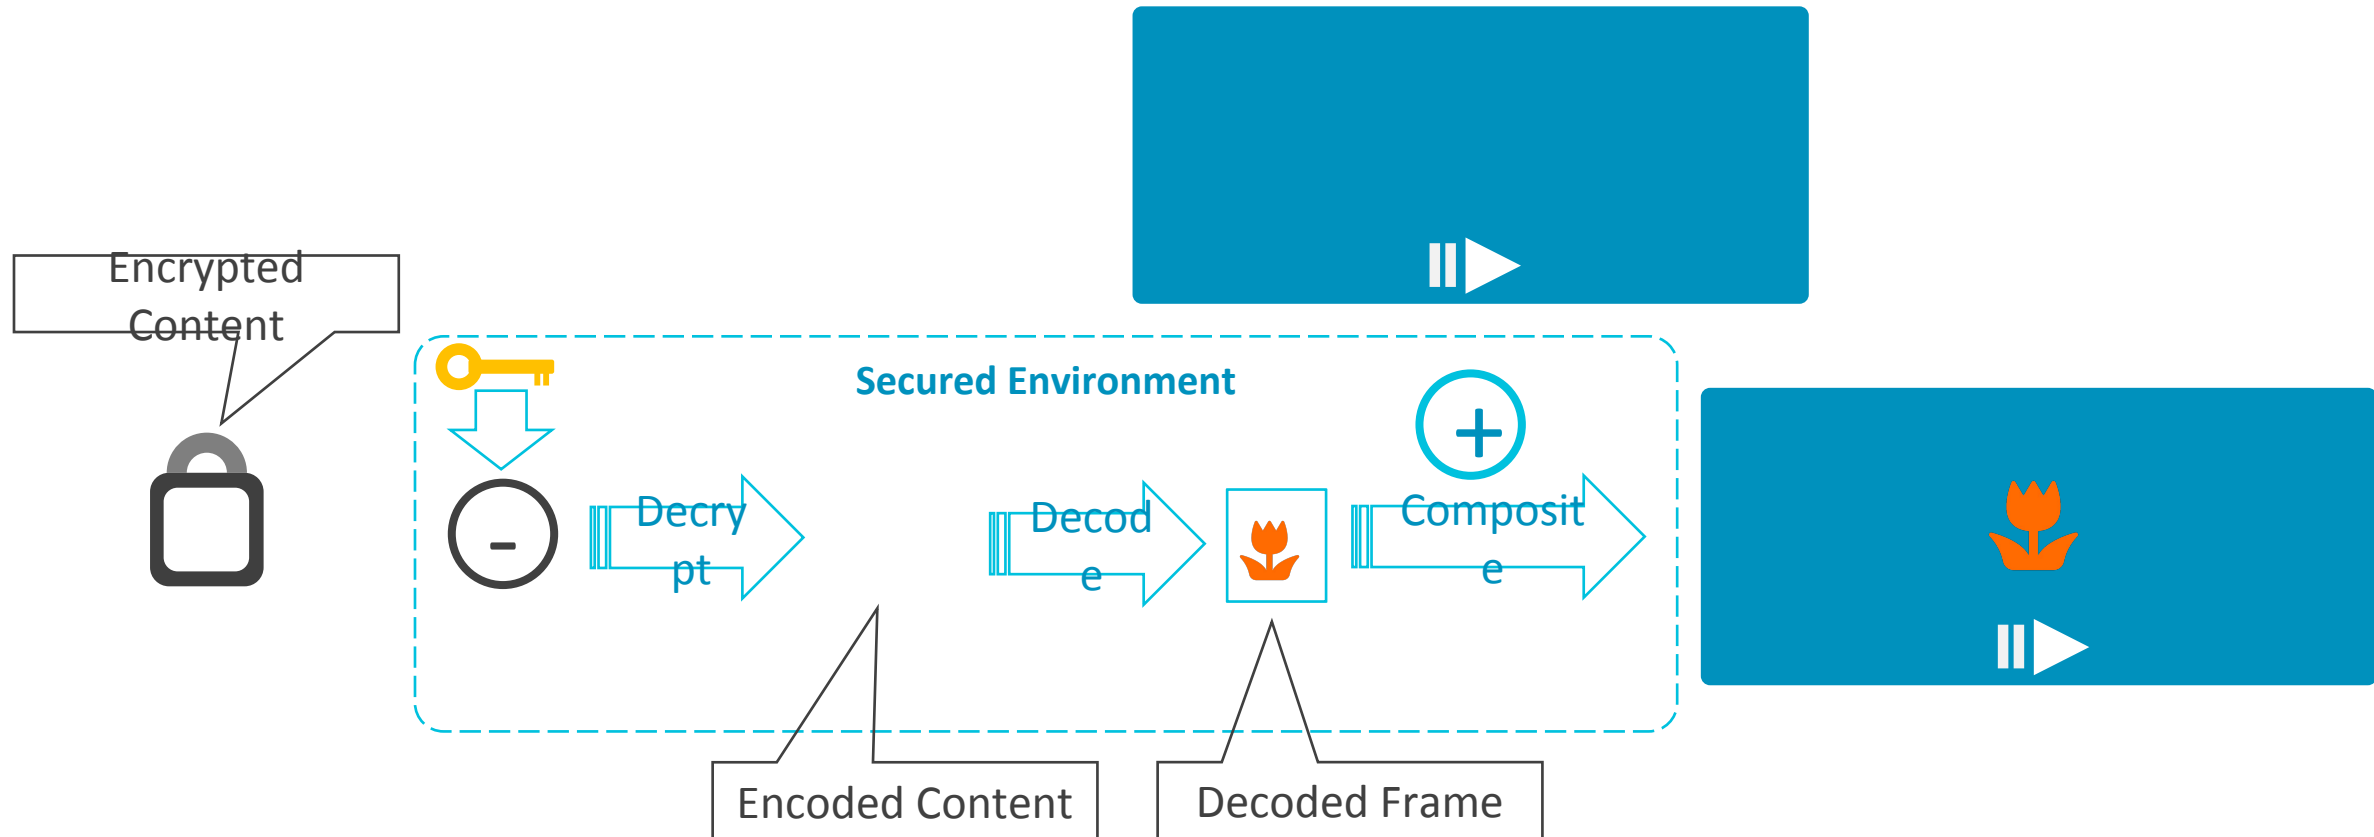 Encrypted
Content
Secured Environment
+
-
Decry
pt
Decod
e
Composit
e
Encoded Content
Decoded Frame